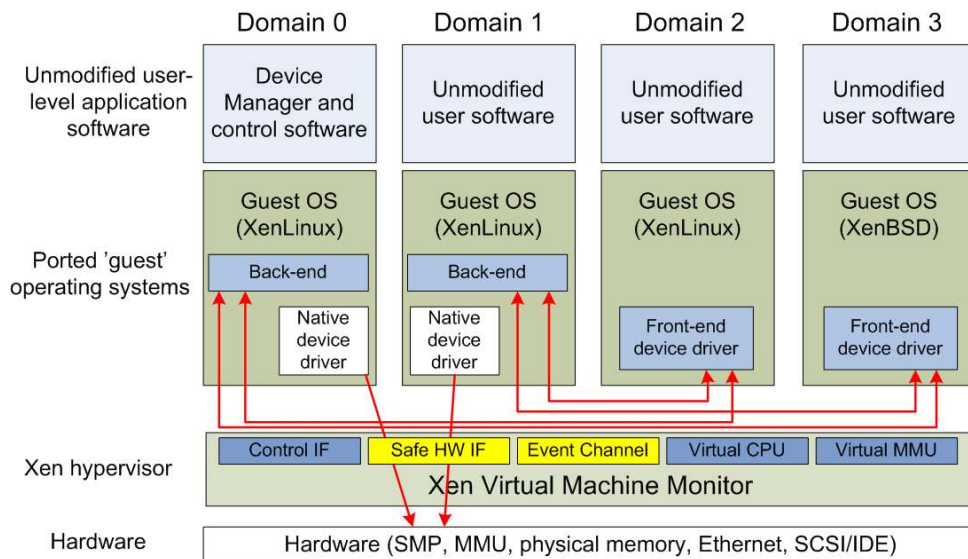 Domain 0
Domain 1
Domain 2
Domain 3
Unmodified user-
level application
software
Device
Manager and
control software
Unmodified
user software
Unmodified
user software
Unmodified
user software
Ported 'guest'
operating systems
Guest OS
(XenLinux)
Back-end
Native
device
driver
Guest OS
(XenLinux)
Back-end
Native
device
driver
Guest OS
(XenLinux)
Front-end
device driver
Guest OS
(XenBSD)
Front-end
device driver
Xen hypervisor
Control IF
Safe HW IF
Event Channel
Virtual CPU
Virtual MMU
Xen Virtual Machine Monitor
Hardware
Hardware (SMP, MMU, physical memory, Ethernet, SCSI/IDE)